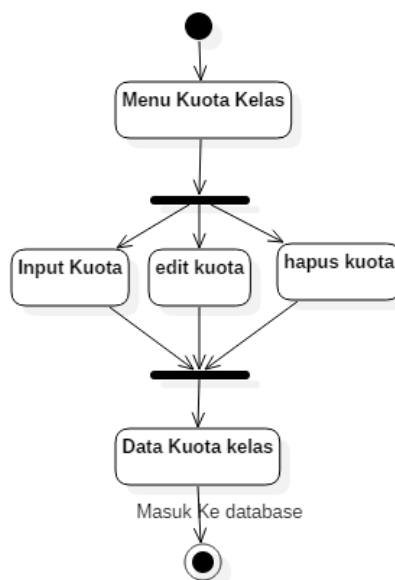 Menu Kuota Kelas
Input Kuota
edit kuota
hapus kuota
Data Kuota kelas
Masuk Ke database